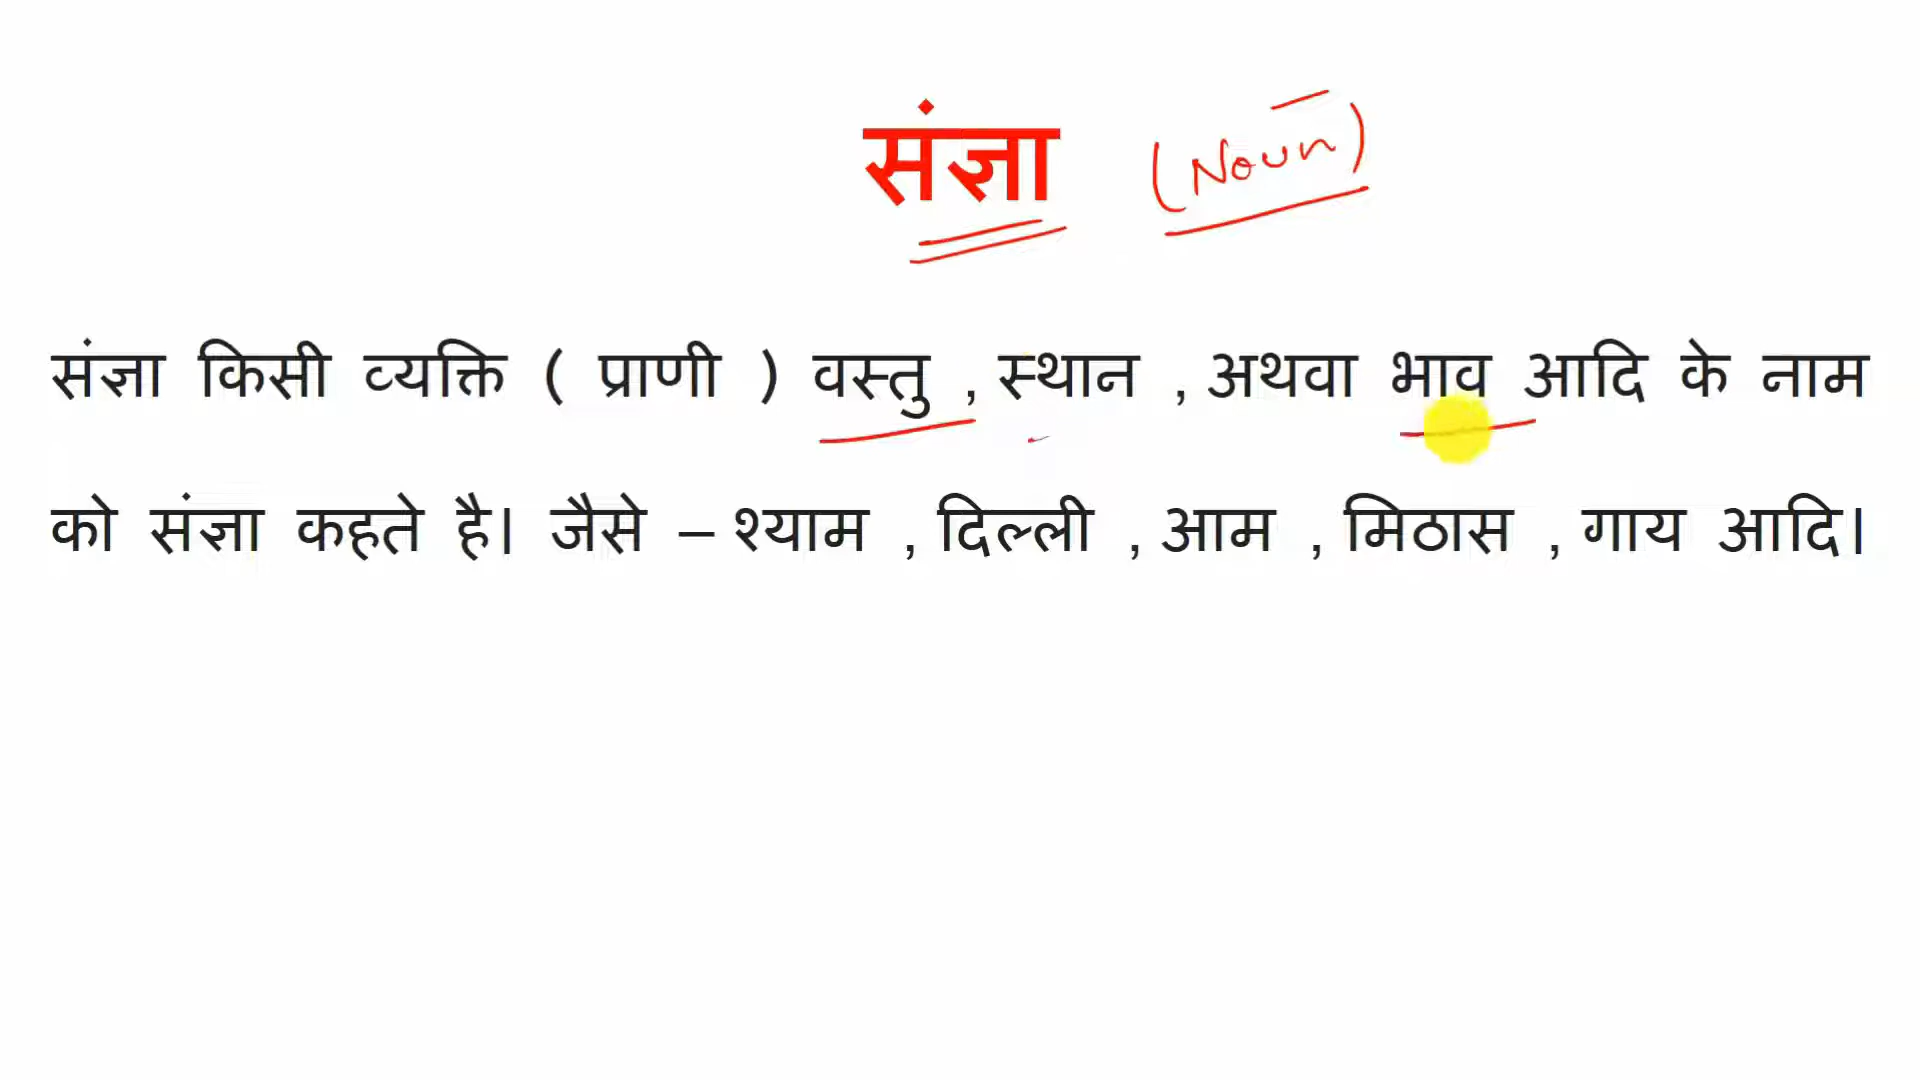 संज्ञा (Noun)
संज्ञा किसी व्यक्ति ( प्राणी ) वस्तु , स्थान , अथवा भाव आदि के नाम
को संज्ञा कहते है। जैसे – श्याम , दिल्ली , आम , मिठास , गाय आदि।